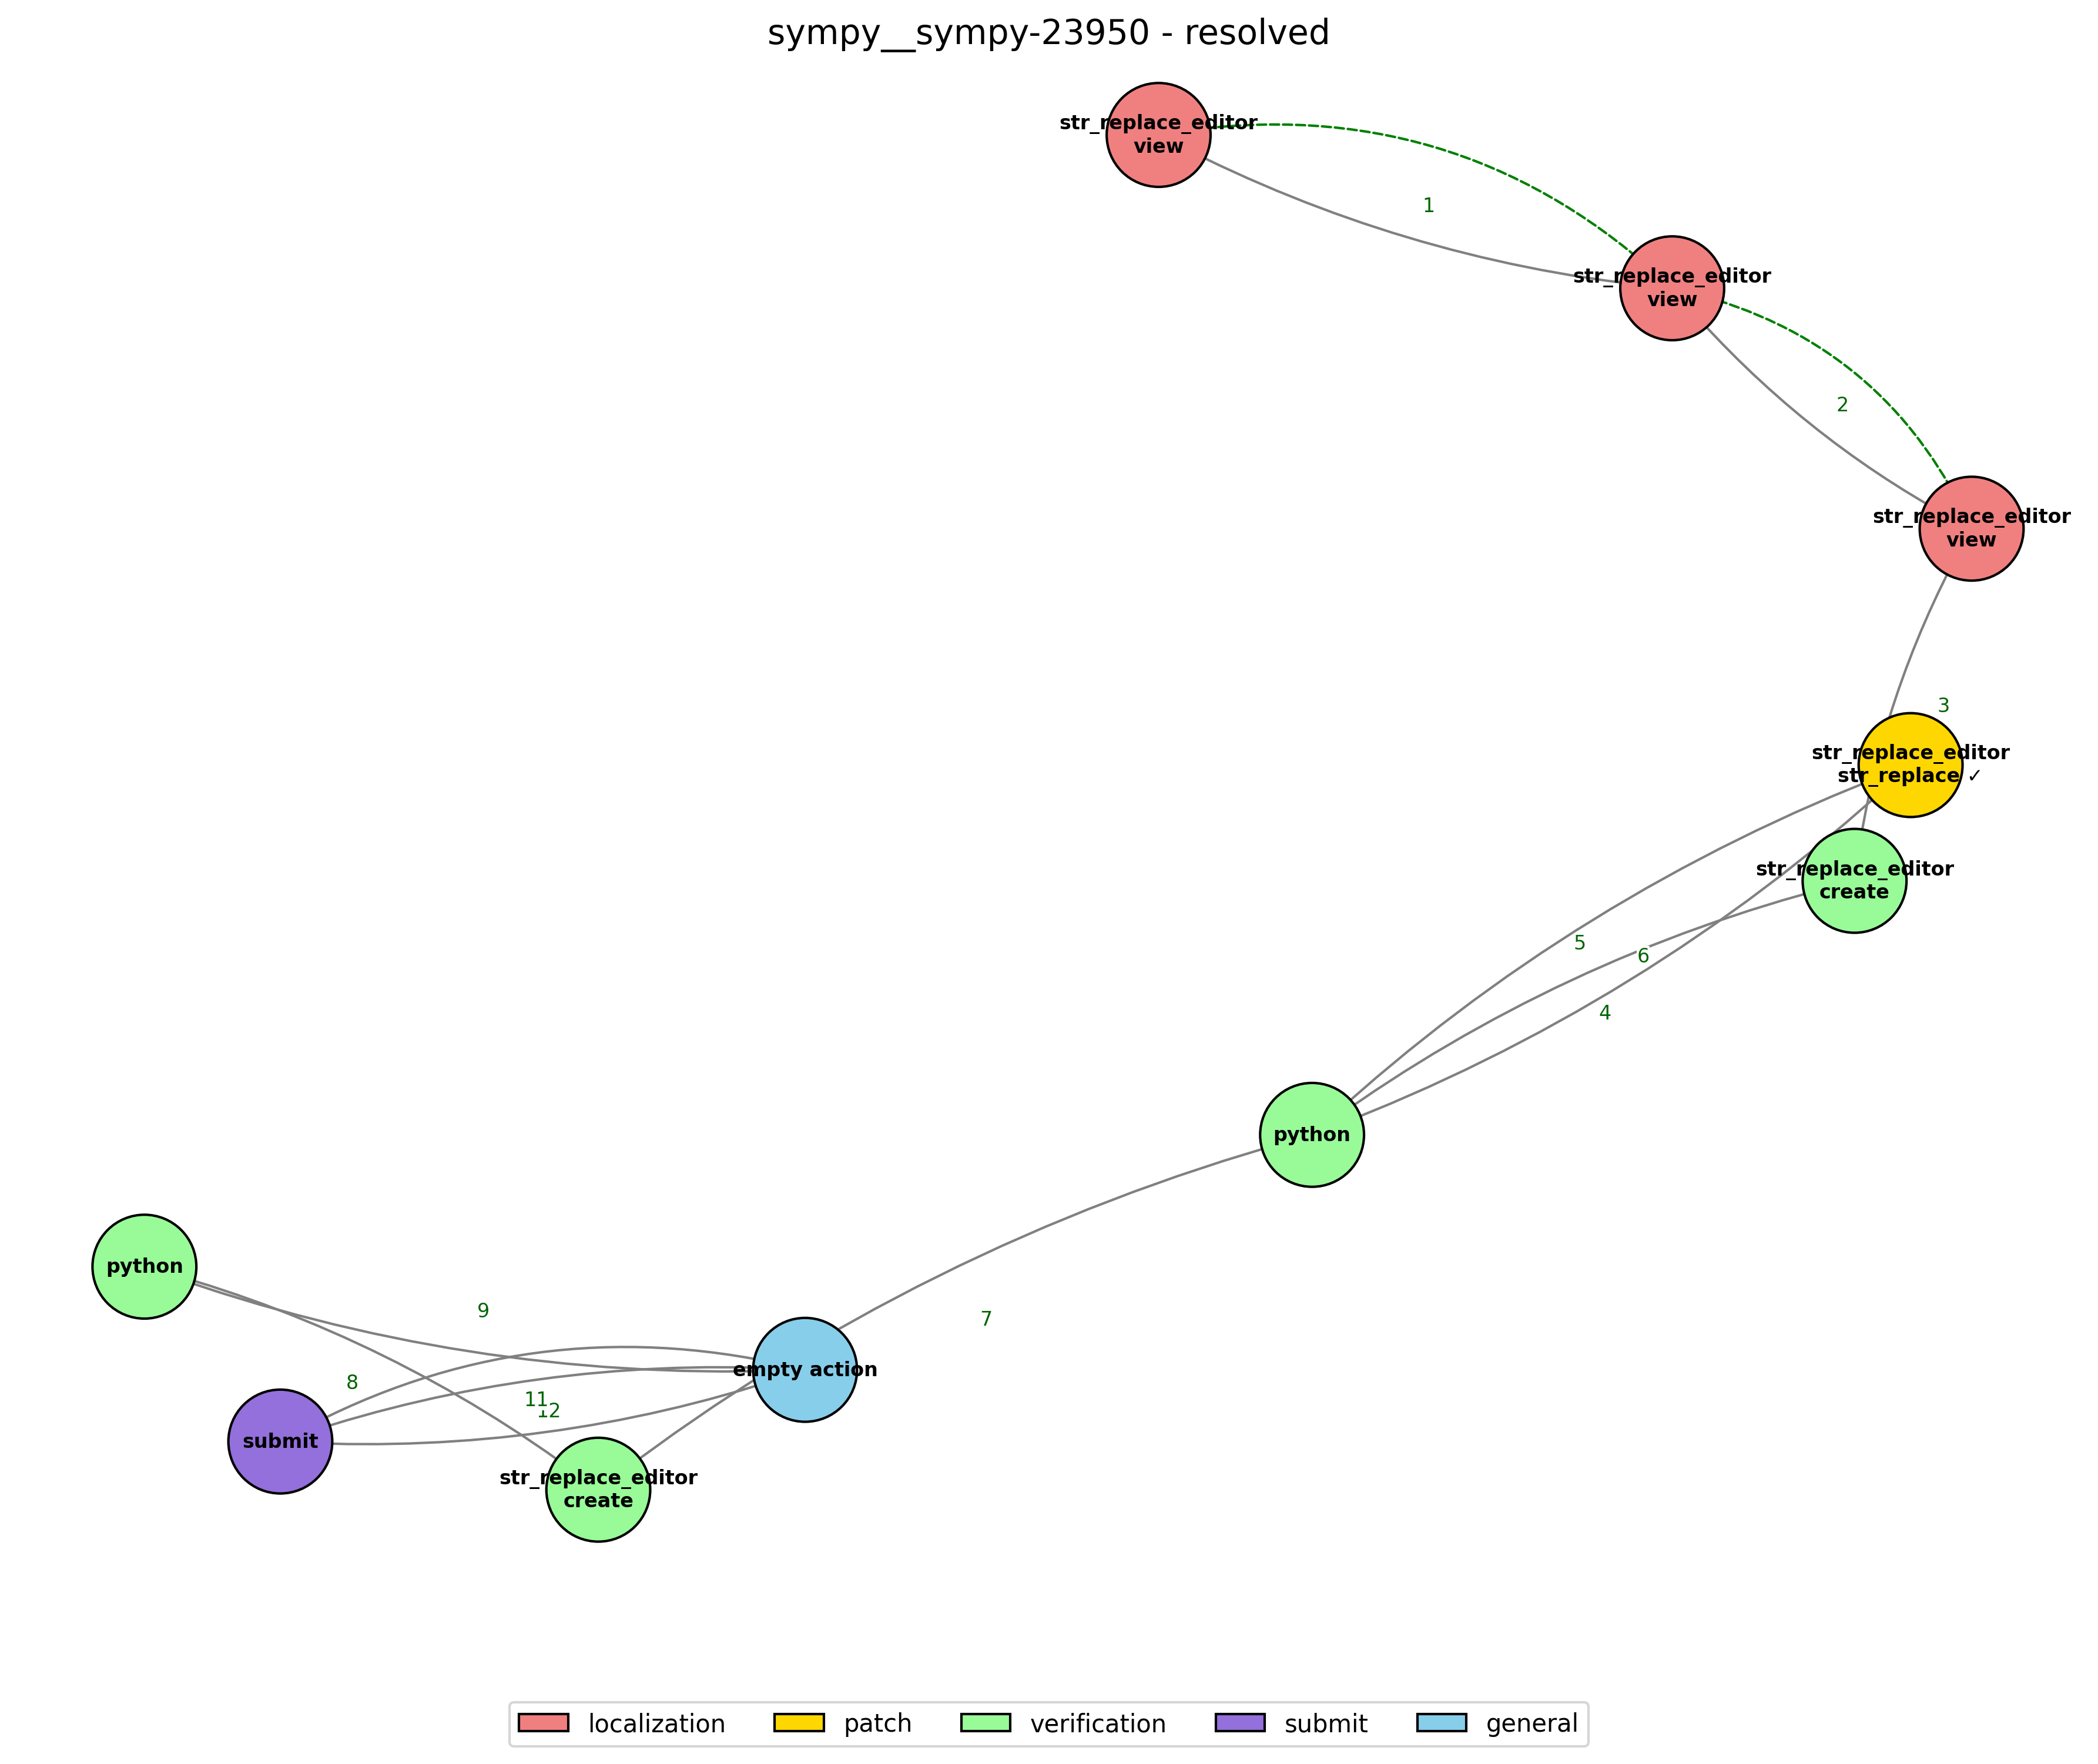 sympy__sympy-23950 - resolved
str_replace_editor
view
1
str_replace_editor
view
2
str_replace_editor
view
3
str_replace_editor
str_replace ✓
str_replace_editor
create
5
6
4
python
python
9
7
empty action
8
11
12
submit
str_replace_editor
create
localization
patch
verification
submit
general